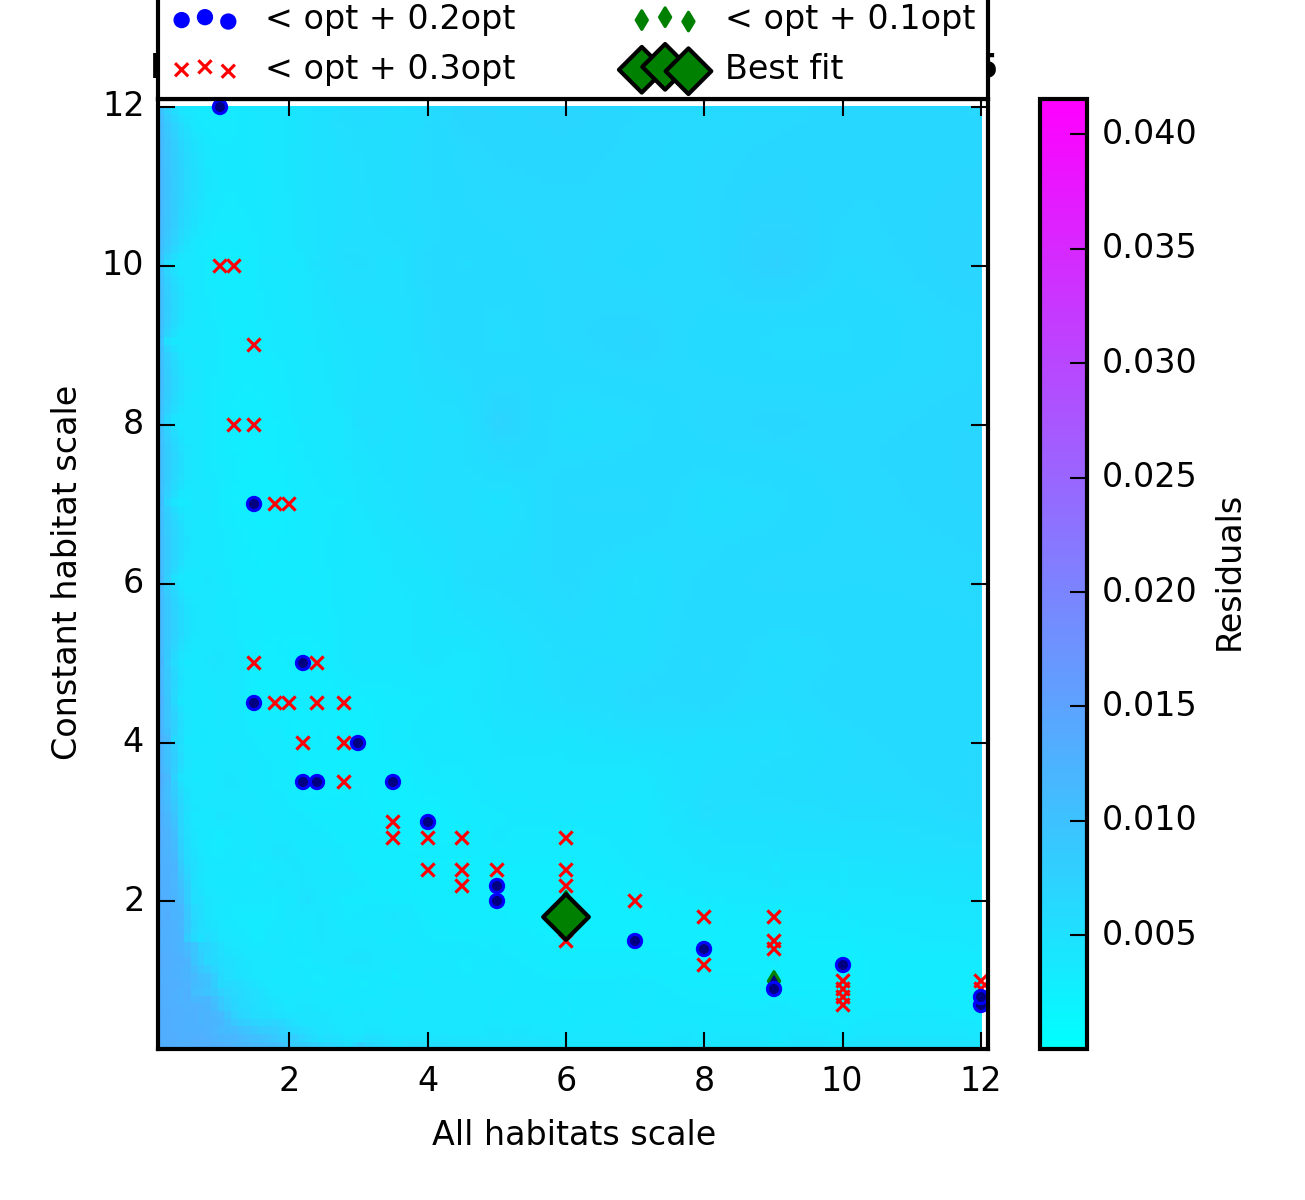 < opt + 0.2opt < opt + 0.1opt
< opt + 0.3opt Best fit
12
10
8
6
4
2
Constant habitat scale
2 4 6 8 10 12
All habitats scale
0.040
0.035
0.030
0.025
0.020
0.015
0.010
0.005
Residuals